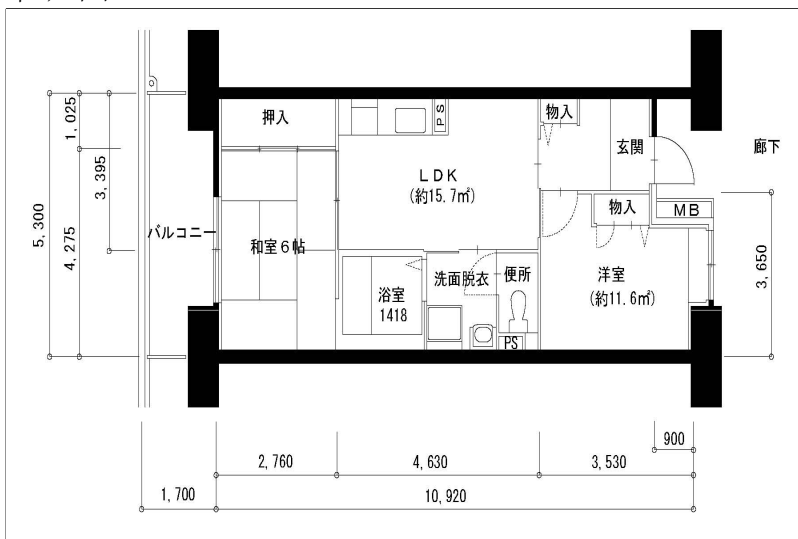 押入
PS
物入
玄関
廊下
LDK
(約15.7㎡)
物入
MB
バルコニー
和室6帖
浴室
1418
洗面脱衣
便所
洋室
(約11.6㎡)
PS
5,300
1,025
4,275
3,395
3,650
900
2,760
4,630
3,530
1,700
10,920